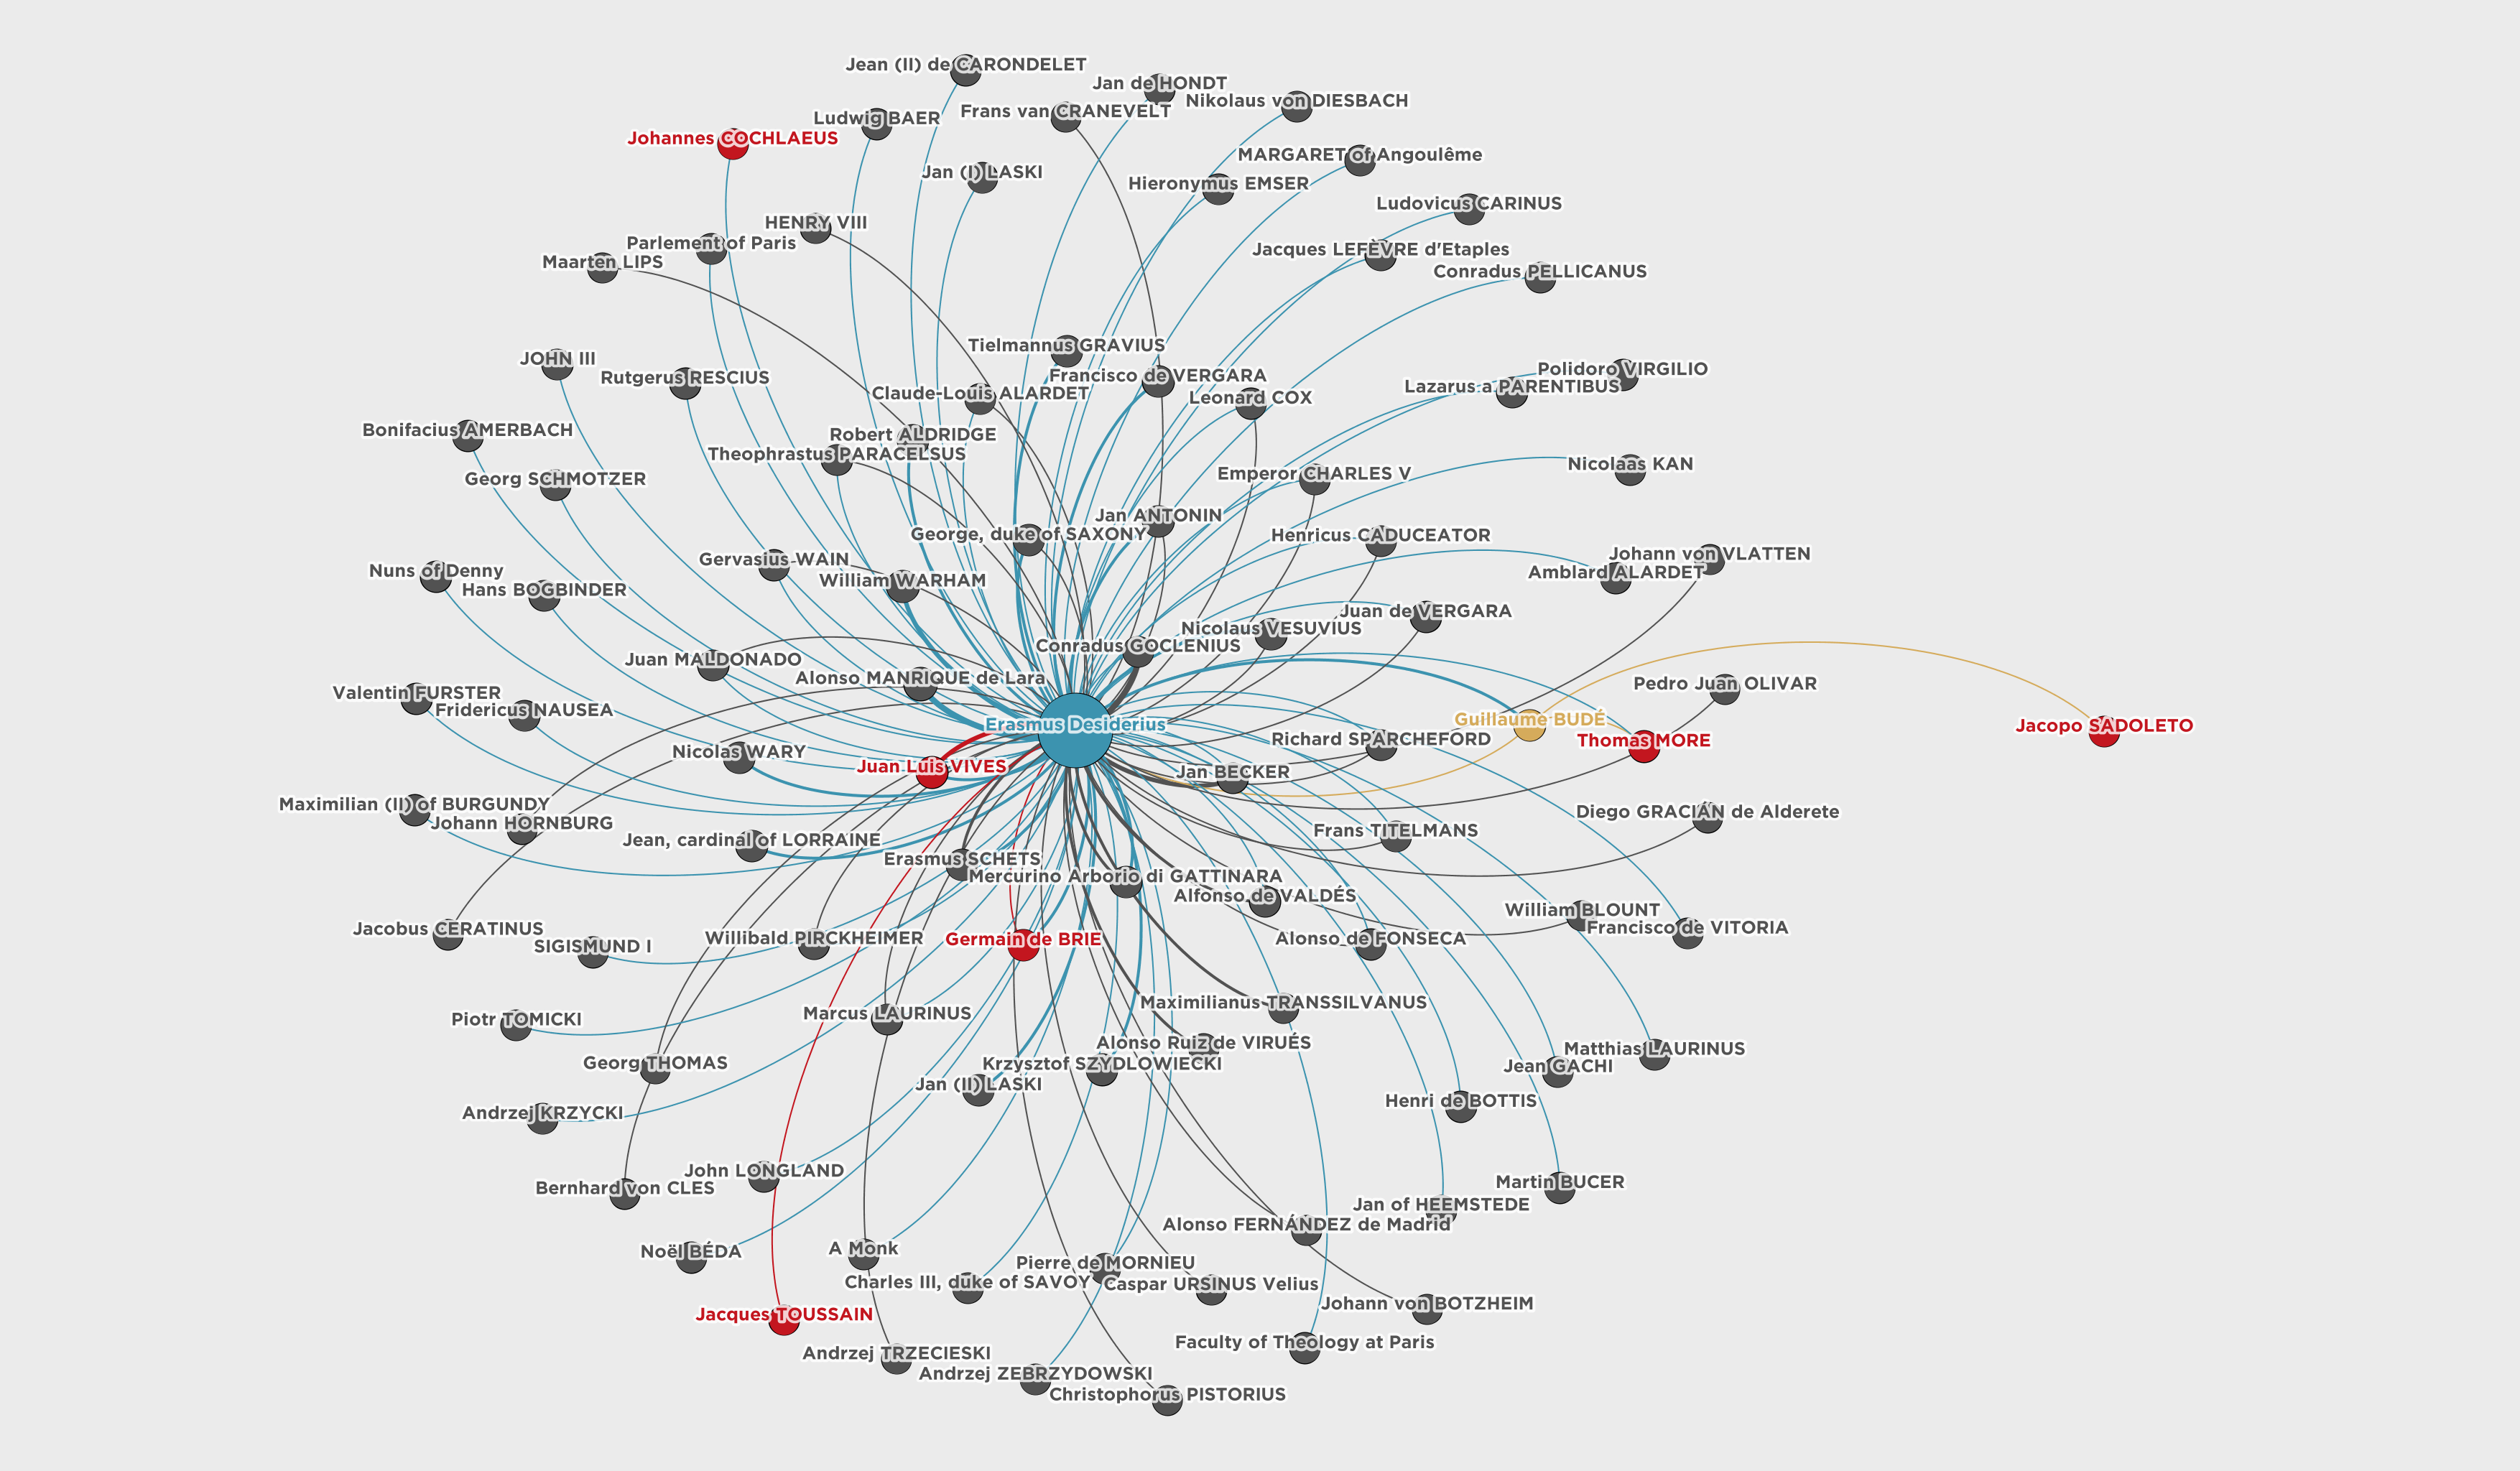 Jean (II) de CARONDELET
Jan de HONDT
Nikolaus von DIESBACH
Frans van CRANEVELT
Ludwig BAER
Johannes COCHLAEUS
MARGARET of Angoulême
Jan (I) LASKI
Hieronymus EMSER
Ludovicus CARINUS
HENRY VIII
Parlement of Paris
Jacques LEFÈVRE d'Etaples
Maarten LIPS
Conradus PELLICANUS
Tielmannus GRAVIUS
JOHN III
Polidoro VIRGILIO
Francisco de VERGARA
Rutgerus RESCIUS
Lazarus a PARENTIBUS
Claude-Louis ALARDET
Leonard COX
Bonifacius AMERBACH
Robert ALDRIDGE
Theophrastus PARACELSUS
Nicolaas KAN
Emperor CHARLES V
Georg SCHMOTZER
Jan ANTONIN
George, duke of SAXONY
Henricus CADUCEATOR
Johann von VLATTEN
Gervasius WAIN
Nuns of Denny
Amblard ALARDET
William WARHAM
Hans BOGBINDER
Juan de VERGARA
Nicolaus VESUVIUS
Conradus GOCLENIUS
Juan MALDONADO
Alonso MANRIQUE de Lara
Pedro Juan OLIVAR
Valentin FURSTER
Fridericus NAUSEA
Guillaume BUDÉ
Erasmus Desiderius
Jacopo SADOLETO
Richard SPARCHEFORD
Thomas MORE
Nicolas WARY
Juan Luis VIVES
Jan BECKER
Maximilian (II) of BURGUNDY
Diego GRACIÁN de Alderete
Johann HORNBURG
Frans TITELMANS
Jean, cardinal of LORRAINE
Erasmus SCHETS
Mercurino Arborio di GATTINARA
Alfonso de VALDÉS
William BLOUNT
Jacobus CERATINUS
Francisco de VITORIA
Willibald PIRCKHEIMER
Germain de BRIE
Alonso de FONSECA
SIGISMUND I
Maximilianus TRANSSILVANUS
Marcus LAURINUS
Piotr TOMICKI
Alonso Ruiz de VIRUÉS
Matthias LAURINUS
Georg THOMAS
Krzysztof SZYDLOWIECKI
Jean GACHI
Jan (II) LASKI
Henri de BOTTIS
Andrzej KRZYCKI
John LONGLAND
Martin BUCER
Bernhard von CLES
Jan of HEEMSTEDE
Alonso FERNÁNDEZ de Madrid
A Monk
Noël BÉDA
Pierre de MORNIEU
Charles III, duke of SAVOY
Caspar URSINUS Velius
Johann von BOTZHEIM
Jacques TOUSSAIN
Faculty of Theology at Paris
Andrzej TRZECIESKI
Andrzej ZEBRZYDOWSKI
Christophorus PISTORIUS